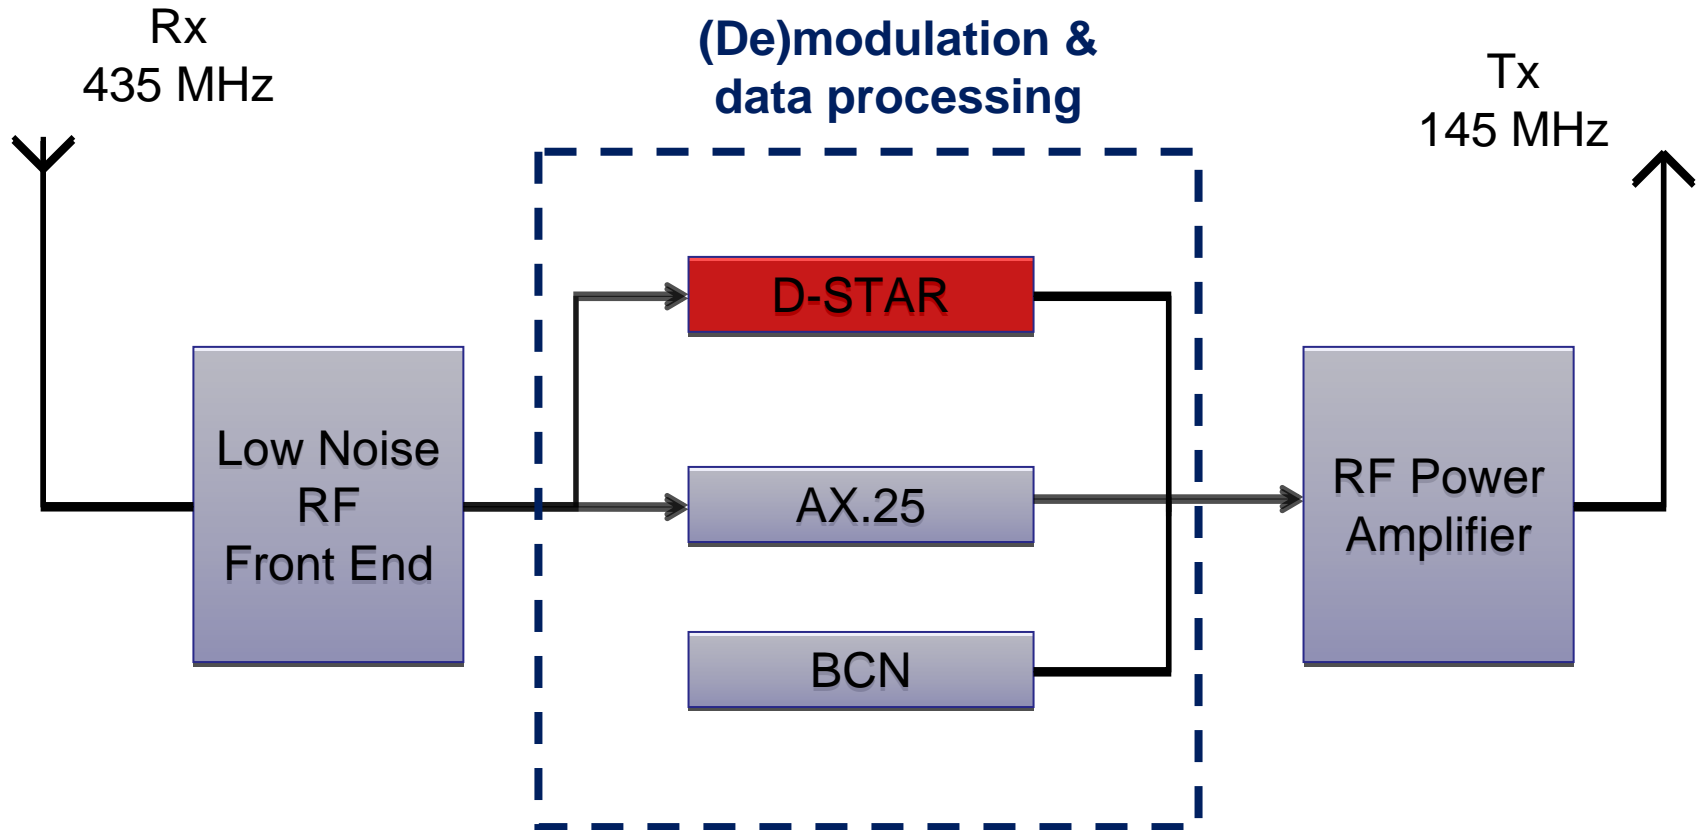 Rx
435 MHz
(De)modulation &
data processing
Tx
145 MHz
D-STAR
Low Noise
RF
Front End
AX.25
RF Power
Amplifier
BCN